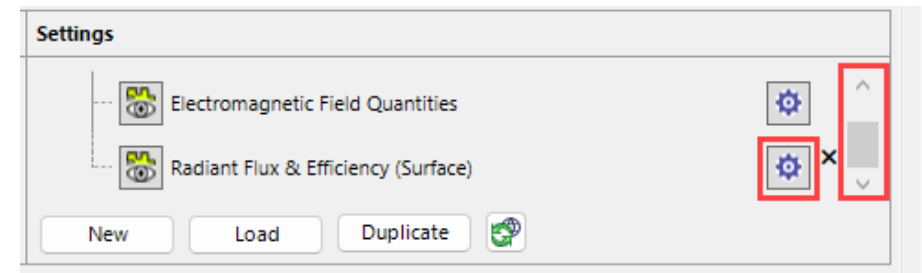 Settings
Electromagnetic Field Quantities
Radiant Flux & Efficiency (Surface)
New Load Duplicate